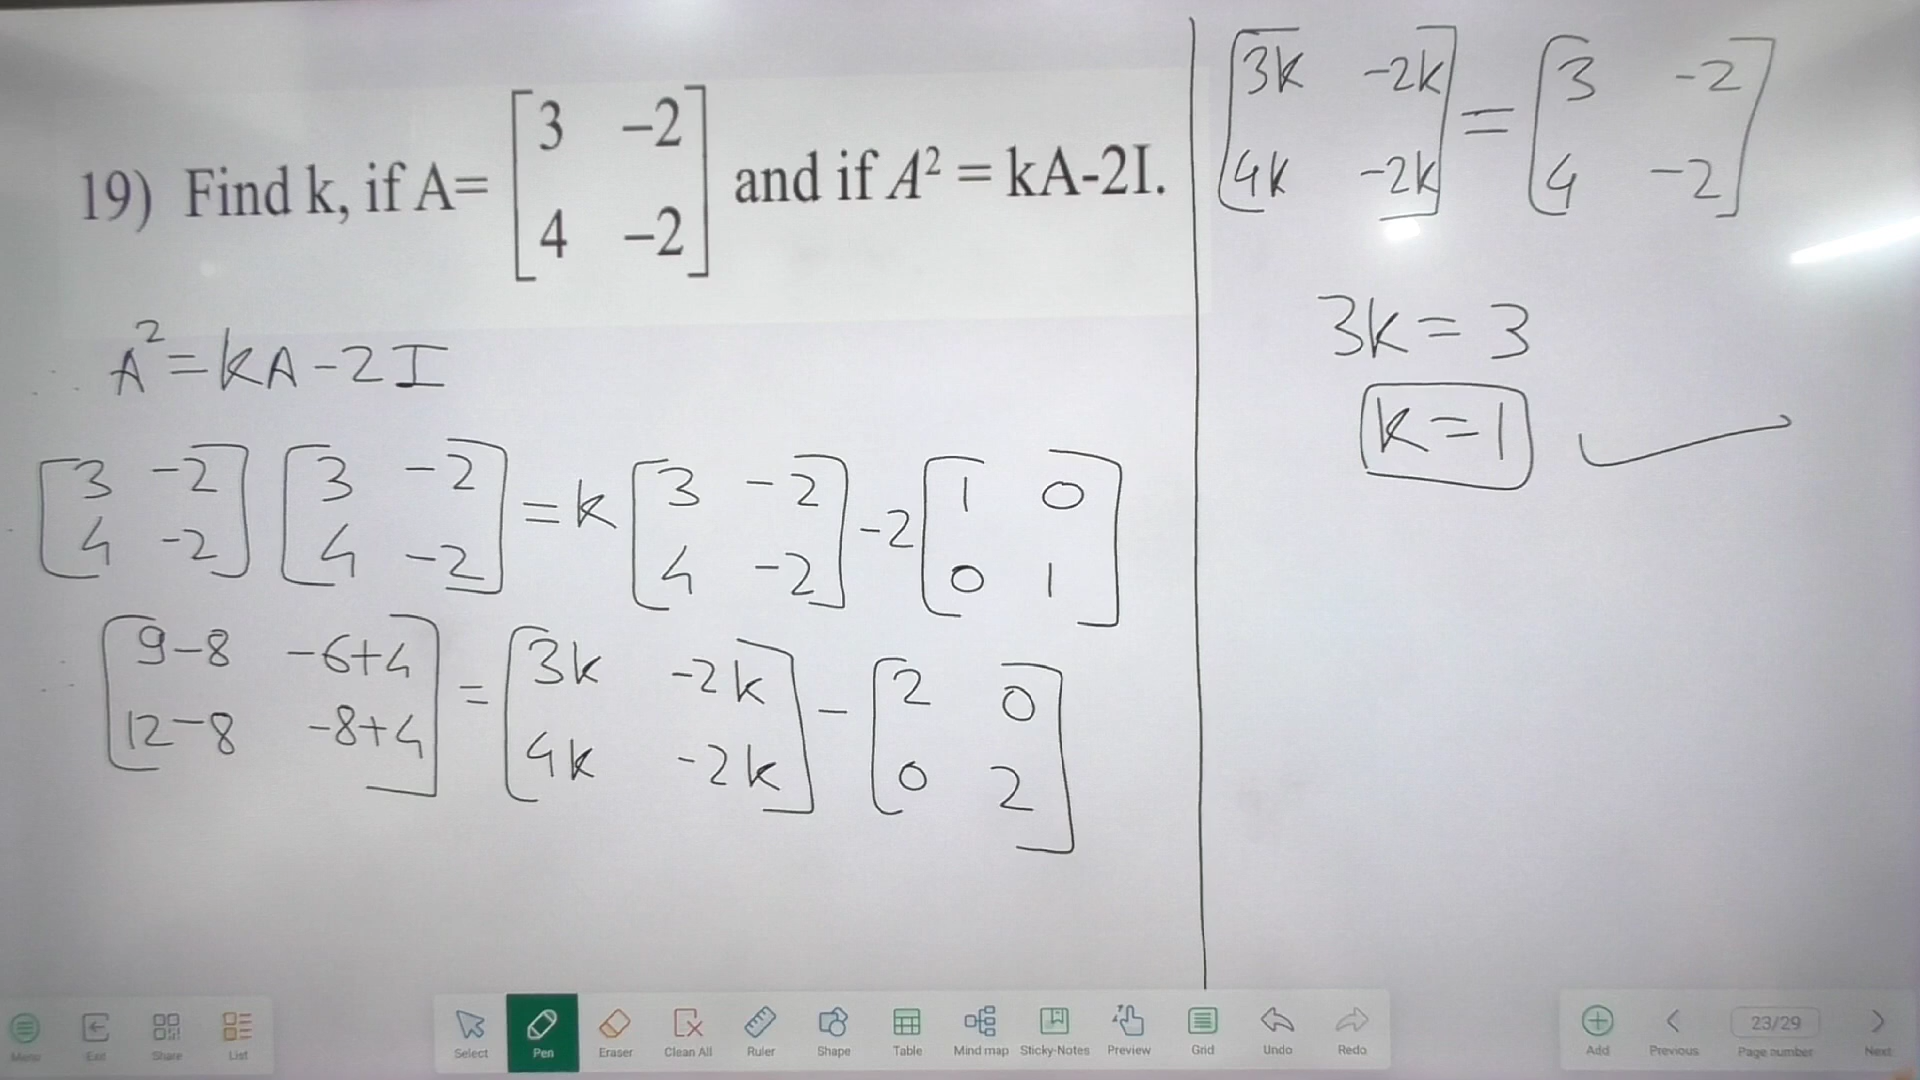 19) Find k, if A= [3 –2
4 –2] and if A² = kA-2I.
A² = kA - 2I
[3 -2
4 -2] [3 -2
4 -2] = k [3 -2
4 -2] - 2 [1 0
0 1]
[9-8 -6+4
12-8 -8+4] = [3k -2k
4k -2k] - [2 0
0 2]
[3k -2k
4k -2k] = [3 -2
4 -2]
3k = 3
k = 1
Menu Exit Share List
Select Pen Eraser Clean All Ruler Shape Table Mind map Sticky-Notes Preview Grid Undo Redo
Add Previous 23/29 Page number Next